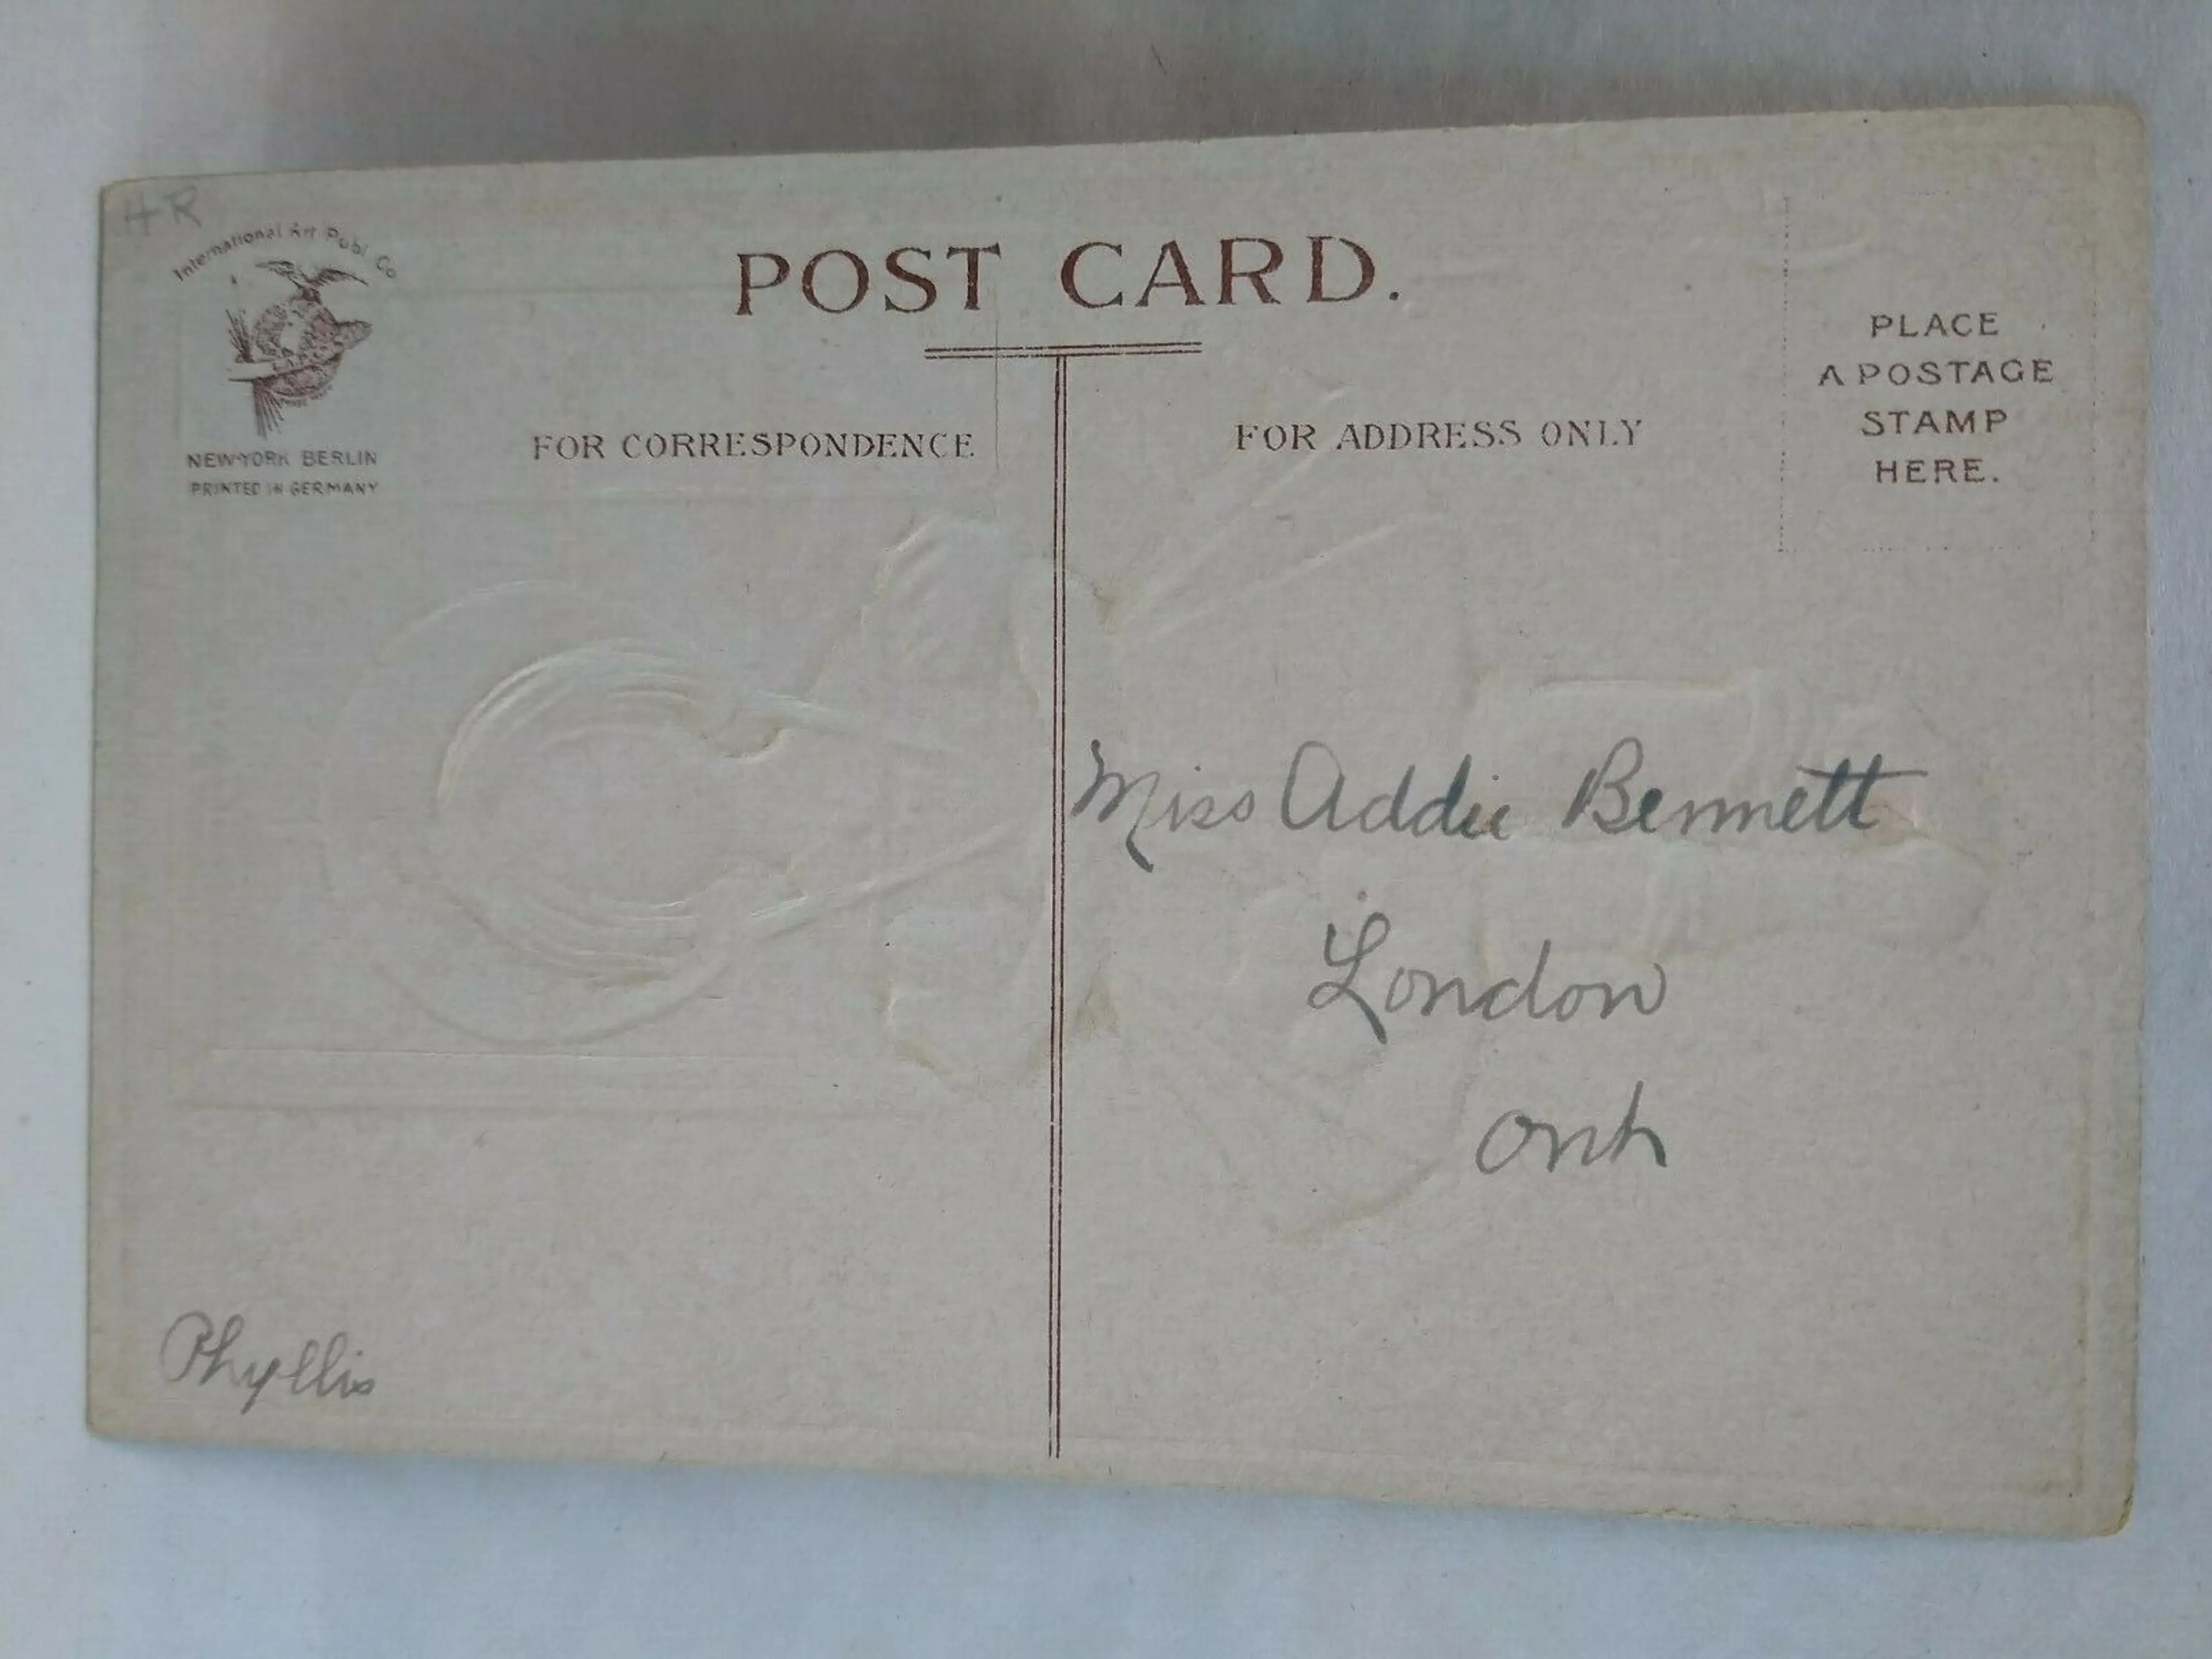 HR
International Art Publ. Co
NEW-YORK BERLIN
PRINTED IN GERMANY
POST CARD.
FOR CORRESPONDENCE
FOR ADDRESS ONLY
PLACE
A POSTAGE
STAMP
HERE.
Miss Addie Bennett
London
Ont
Phyllis